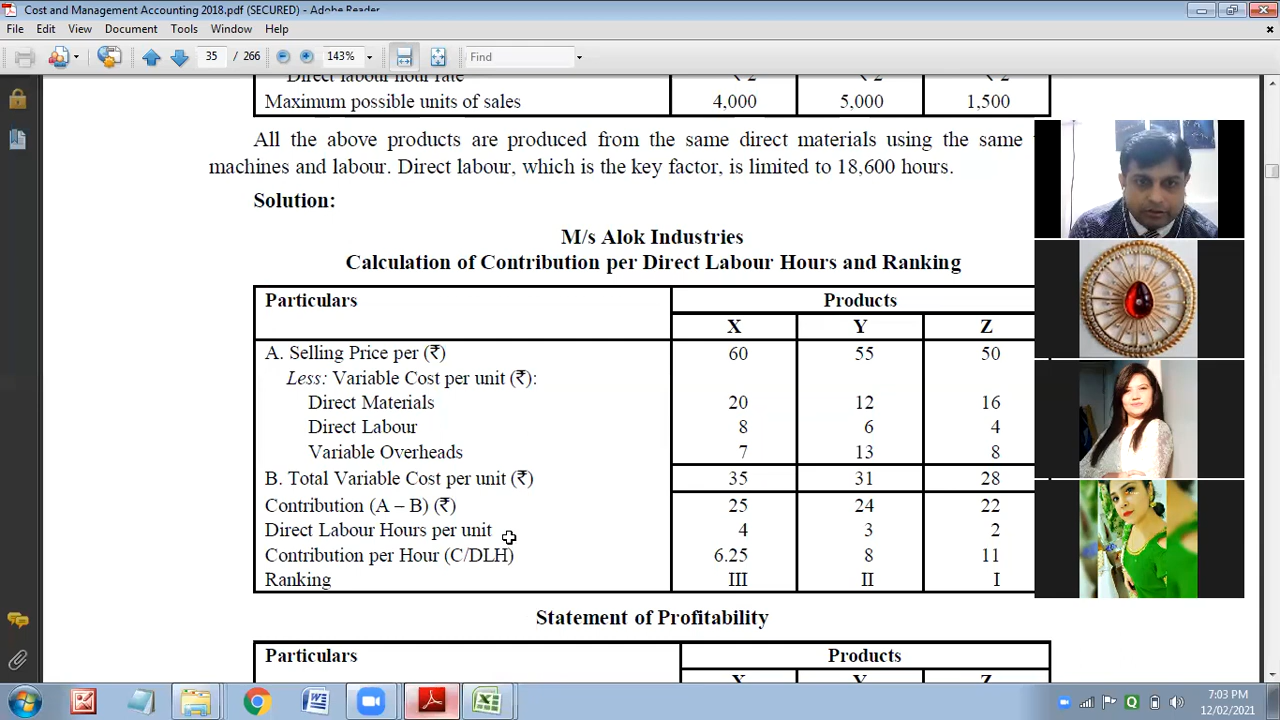 Cost and Management Accounting 2018.pdf (SECURED) - Adobe Reader
File Edit View Document Tools Window Help
35 / 266 143% Find
Direct labour hour rate ₹ 2 ₹ 2 ₹ 2
Maximum possible units of sales 4,000 5,000 1,500
All the above products are produced from the same direct materials using the same
machines and labour. Direct labour, which is the key factor, is limited to 18,600 hours.
Solution:
M/s Alok Industries
Calculation of Contribution per Direct Labour Hours and Ranking
Particulars Products
X Y Z
A. Selling Price per (₹) 60 55 50
Less: Variable Cost per unit (₹):
Direct Materials 20 12 16
Direct Labour 8 6 4
Variable Overheads 7 13 8
B. Total Variable Cost per unit (₹) 35 31 28
Contribution (A – B) (₹) 25 24 22
Direct Labour Hours per unit 4 3 2
Contribution per Hour (C/DLH) 6.25 8 11
Ranking III II I
Statement of Profitability
Particulars Products
X Y Z
7:03 PM
12/02/2021